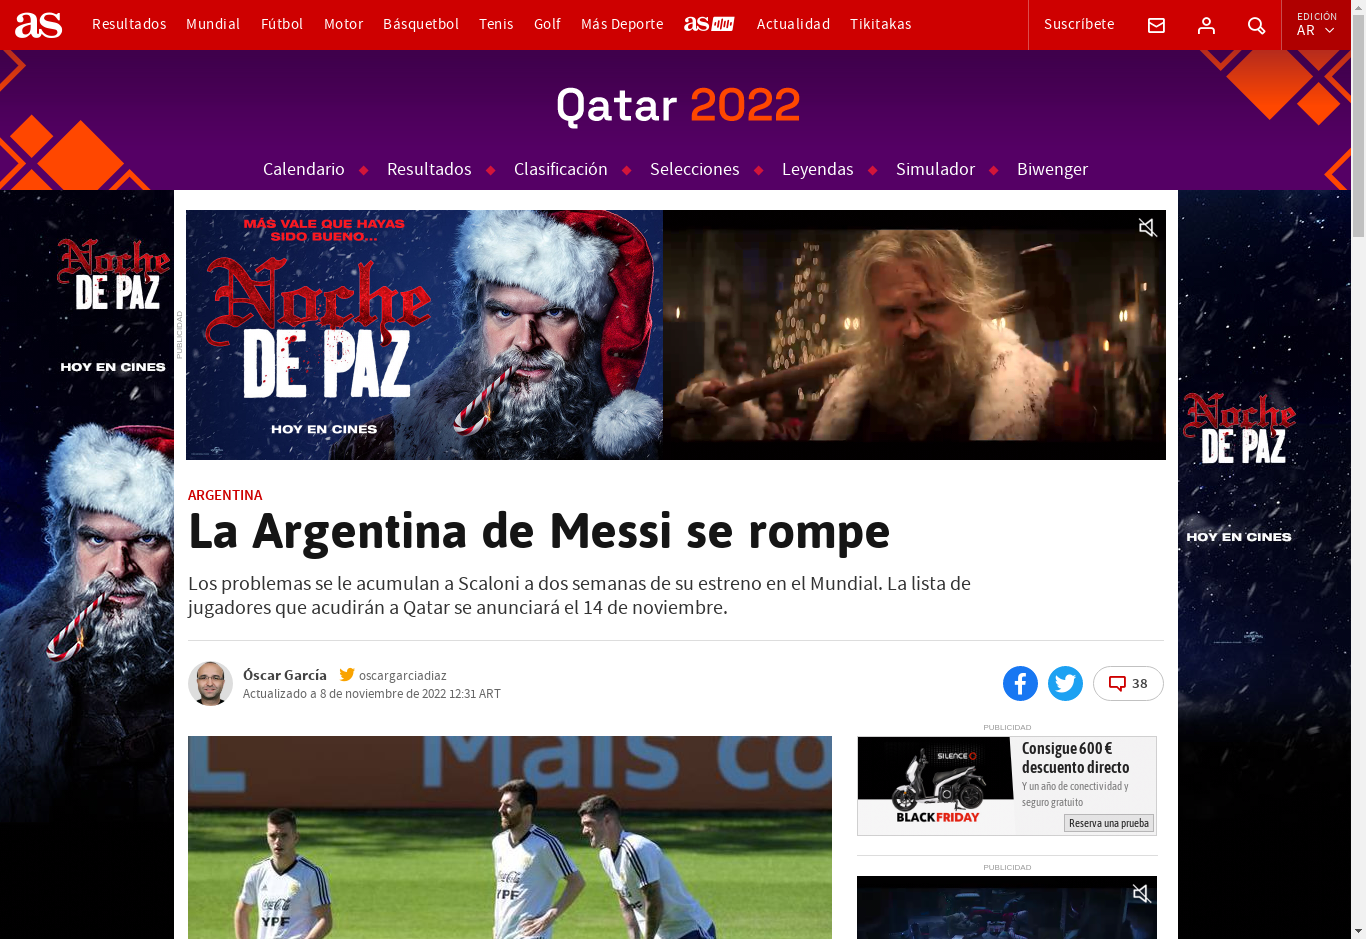 as Resultados Mundial Fútbol Motor Básquetbol Tenis Golf Más Deporte as Actualidad Tikitakas Suscríbete EDICIÓN
AR
Qatar 2022
Calendario Resultados Clasificación Selecciones Leyendas Simulador Biwenger
PUBLICIDAD
MÁS VALE QUE HAYAS
SIDO BUENO...
Noche
DE PAZ
HOY EN CINES
Noche
DE PAZ
HOY EN CINES
Noche
DE PAZ
HOY EN CINES
ARGENTINA
La Argentina de Messi se rompe
Los problemas se le acumulan a Scaloni a dos semanas de su estreno en el Mundial. La lista de
jugadores que acudirán a Qatar se anunciará el 14 de noviembre.
Óscar García oscargarciadiaz
Actualizado a 8 de noviembre de 2022 12:31 ART
38
PUBLICIDAD
SILENCE
BLACK FRIDAY
Consigue 600 €
descuento directo
Y un año de conectividad y
seguro gratuito
Reserva una prueba
PUBLICIDAD
Mais co
YPF
YPF